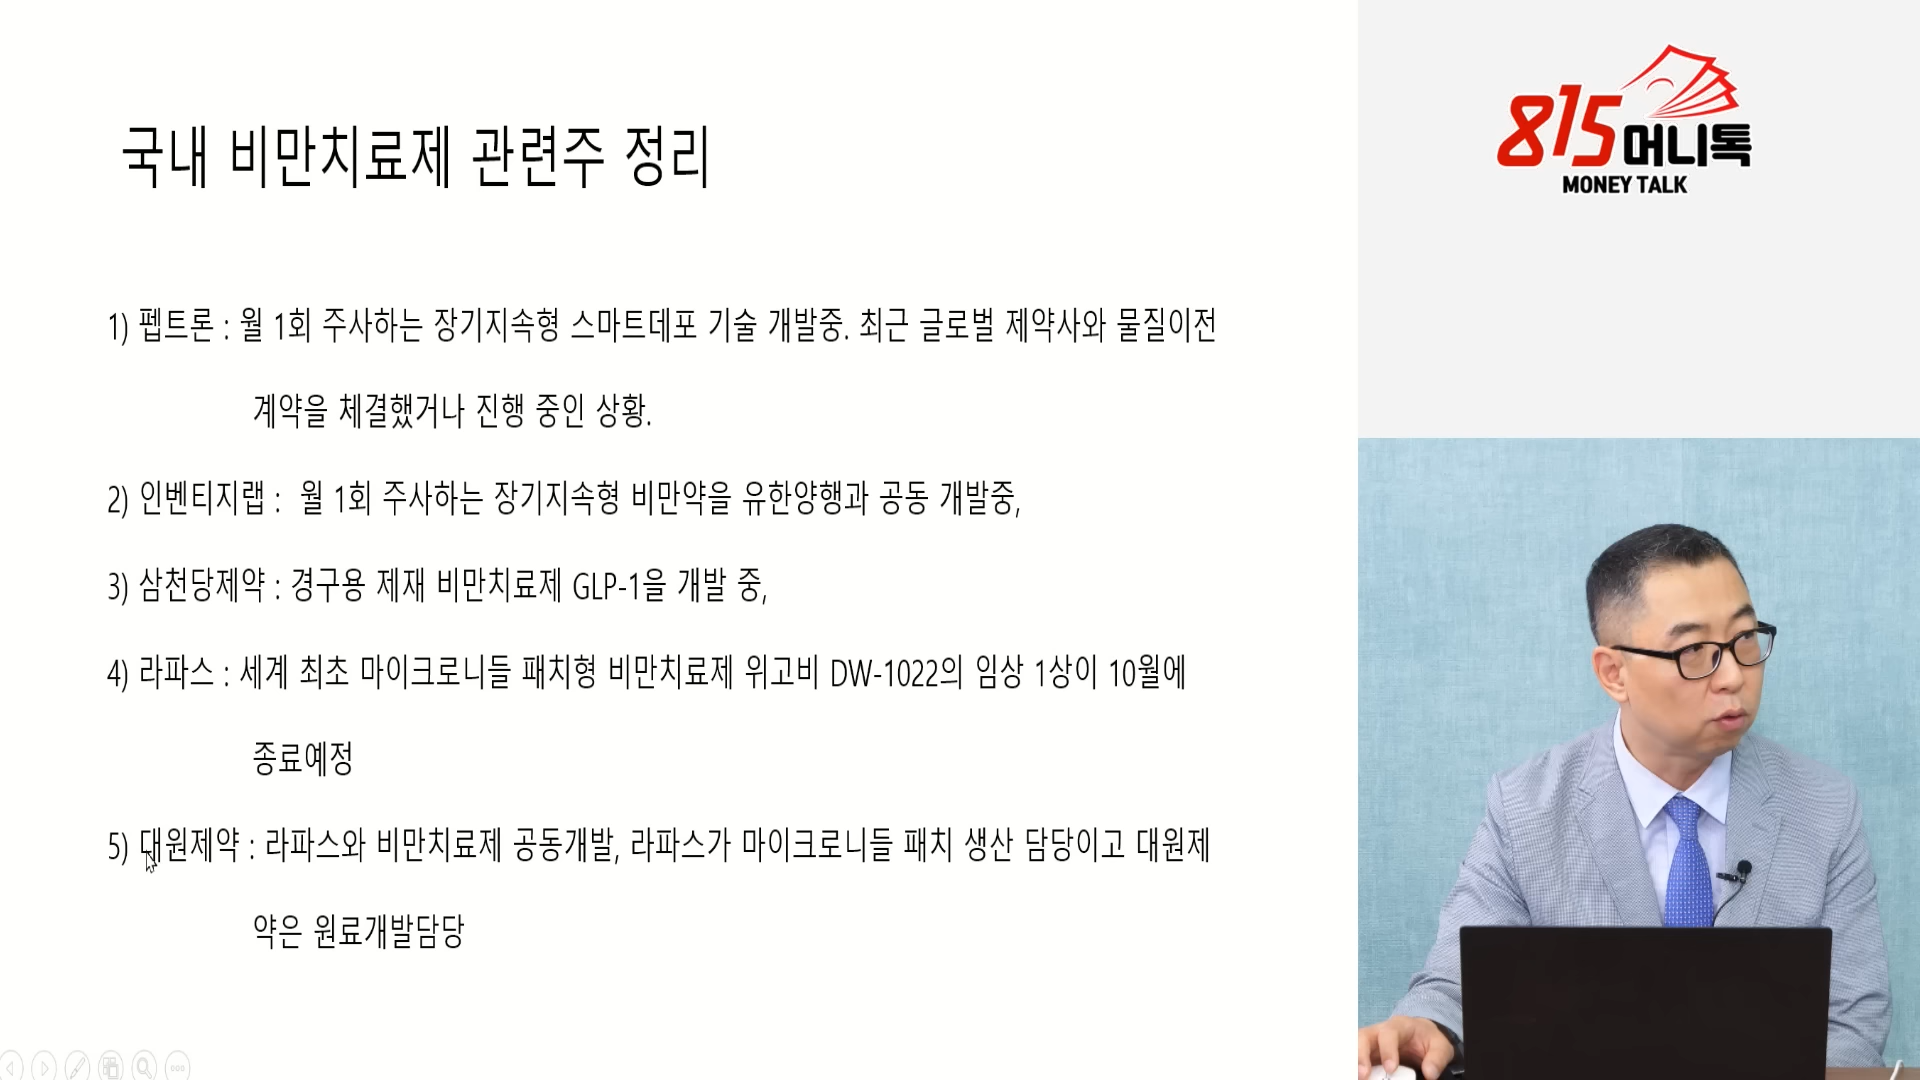 국내 비만치료제 관련주 정리
1) 펩트론 : 월 1회 주사하는 장기지속형 스마트데포 기술 개발중. 최근 글로벌 제약사와 물질이전
계약을 체결했거나 진행 중인 상황.
2) 인벤티지랩 : 월 1회 주사하는 장기지속형 비만약을 유한양행과 공동 개발중,
3) 삼천당제약 : 경구용 제재 비만치료제 GLP-1을 개발 중,
4) 라파스 : 세계 최초 마이크로니들 패치형 비만치료제 위고비 DW-1022의 임상 1상이 10월에
종료예정
5) 대원제약 : 라파스와 비만치료제 공동개발, 라파스가 마이크로니들 패치 생산 담당이고 대원제
약은 원료개발담당
815머니톡
MONEY TALK